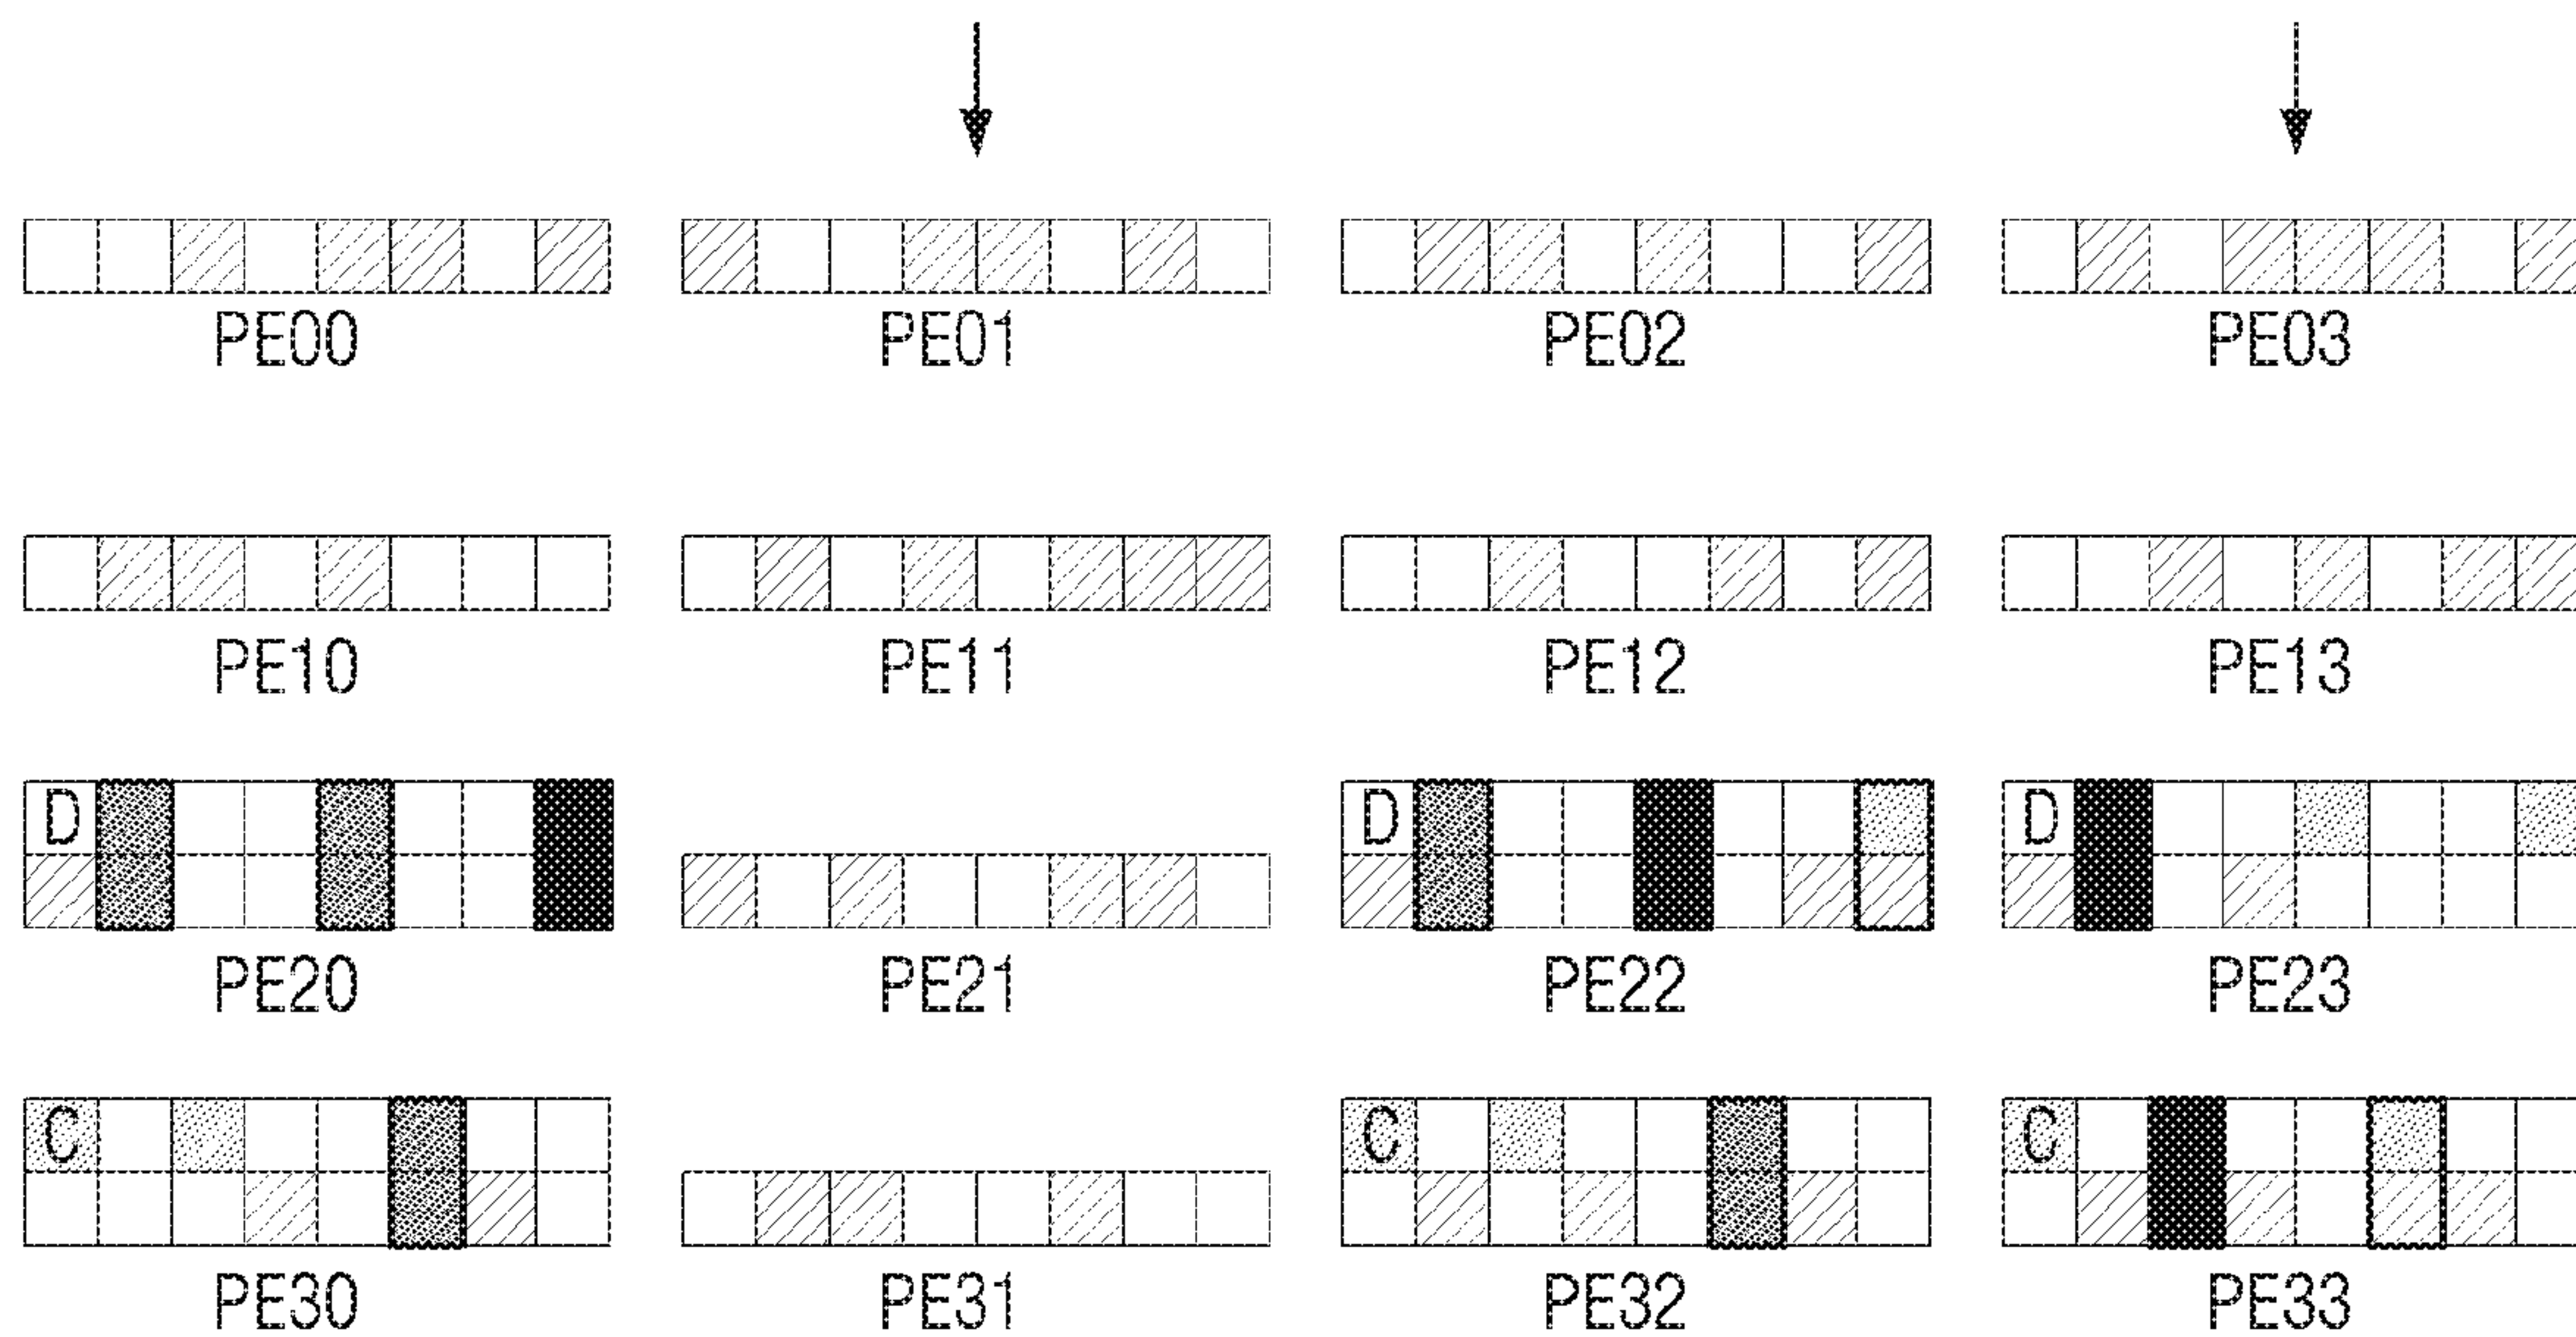 PE00 PE01 PE02 PE03
PE10 PE11 PE12 PE13
D D D
PE20 PE21 PE22 PE23
C C C
PE30 PE31 PE32 PE33